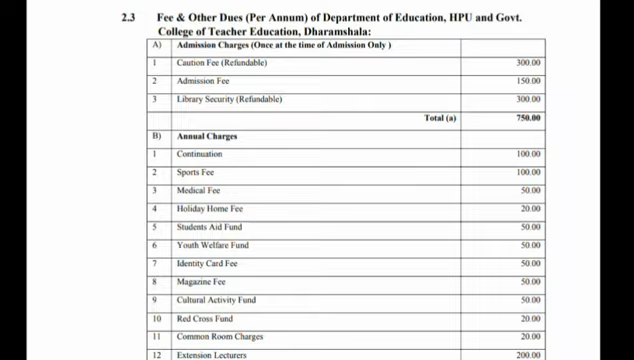 2.3 Fee & Other Dues (Per Annum) of Department of Education, HPU and Govt.
College of Teacher Education, Dharamshala:
A) Admission Charges (Once at the time of Admission Only )
1 Caution Fee (Refundable) 300.00
2 Admission Fee 150.00
3 Library Security (Refundable) 300.00
Total (a) 750.00
B) Annual Charges
1 Continuation 100.00
2 Sports Fee 100.00
3 Medical Fee 50.00
4 Holiday Home Fee 20.00
5 Students Aid Fund 50.00
6 Youth Welfare Fund 50.00
7 Identity Card Fee 50.00
8 Magazine Fee 50.00
9 Cultural Activity Fund 50.00
10 Red Cross Fund 20.00
11 Common Room Charges 20.00
12 Extension Lecturers 200.00